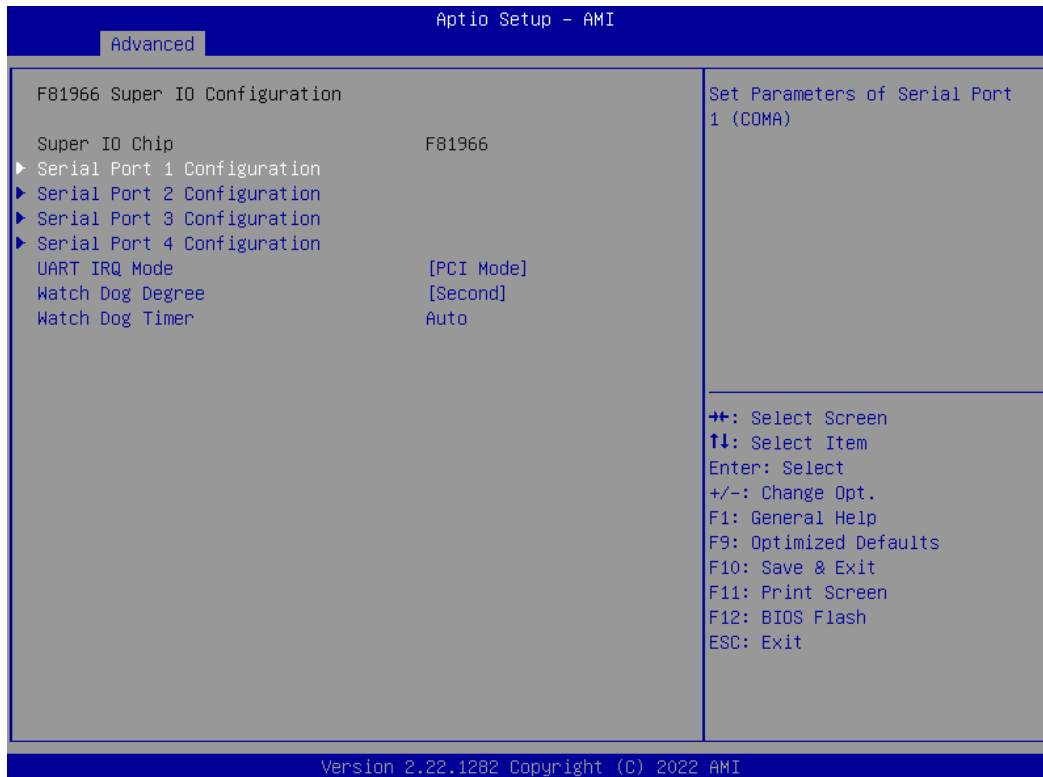 Aptio Setup – AMI
Advanced
F81966 Super IO Configuration
Super IO Chip F81966
▶ Serial Port 1 Configuration
▶ Serial Port 2 Configuration
▶ Serial Port 3 Configuration
▶ Serial Port 4 Configuration
UART IRQ Mode [PCI Mode]
Watch Dog Degree [Second]
Watch Dog Timer Auto
Set Parameters of Serial Port
1 (COMA)
→←: Select Screen
↑↓: Select Item
Enter: Select
+/-: Change Opt.
F1: General Help
F9: Optimized Defaults
F10: Save & Exit
F11: Print Screen
F12: BIOS Flash
ESC: Exit
Version 2.22.1282 Copyright (C) 2022 AMI